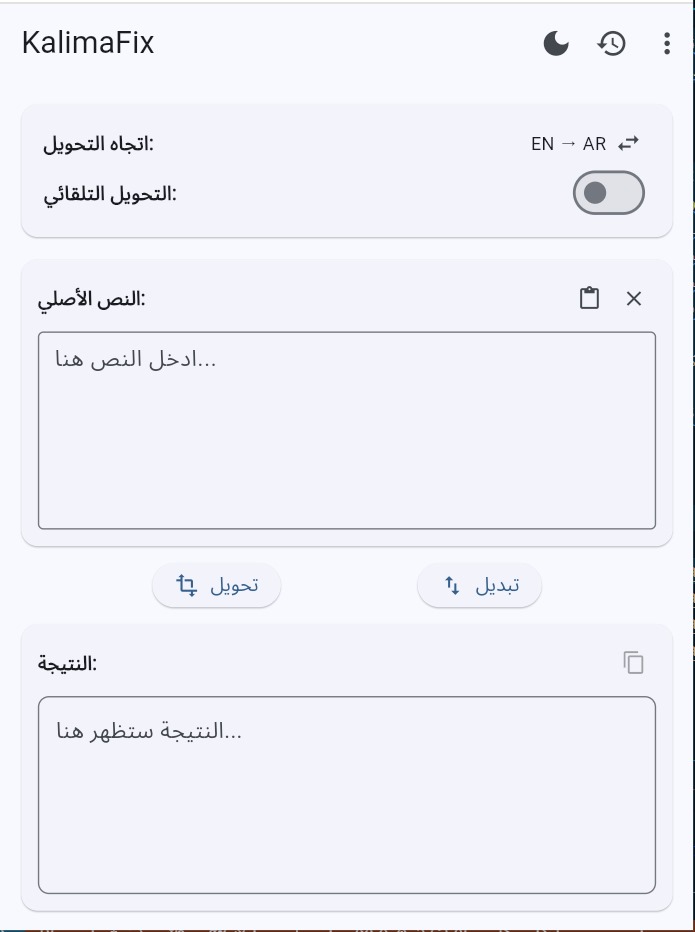 KalimaFix
اتجاه التحويل:
EN → AR
التحويل التلقائي:
النص الأصلي:
ادخل النص هنا...
تحويل
تبديل
النتيجة:
النتيجة ستظهر هنا...